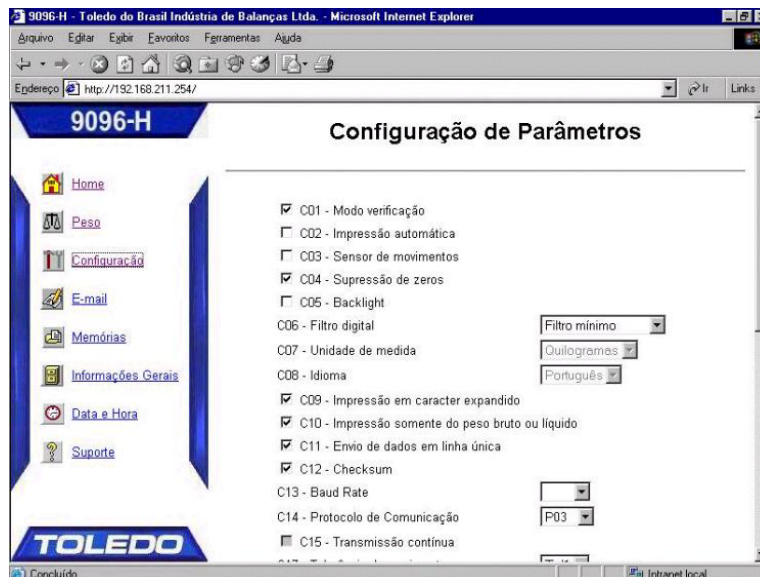 9096-H - Toledo do Brasil Indústria de Balanças Ltda. - Microsoft Internet Explorer
Arquivo Editar Exibir Favoritos Ferramentas Ajuda
Endereço http://192.168.211.254/ Ir Links
9096-H
Configuração de Parâmetros
Home
Peso
Configuração
E-mail
Memórias
Informações Gerais
Data e Hora
Suporte
TOLEDO
C01 - Modo verificação
C02 - Impressão automática
C03 - Sensor de movimentos
C04 - Supressão de zeros
C05 - Backlight
C06 - Filtro digital Filtro mínimo
C07 - Unidade de medida Quilogramas
C08 - Idioma Português
C09 - Impressão em caracter expandido
C10 - Impressão somente do peso bruto ou líquido
C11 - Envio de dados em linha única
C12 - Checksum
C13 - Baud Rate
C14 - Protocolo de Comunicação P03
C15 - Transmissão contínua
Concluído Intranet local